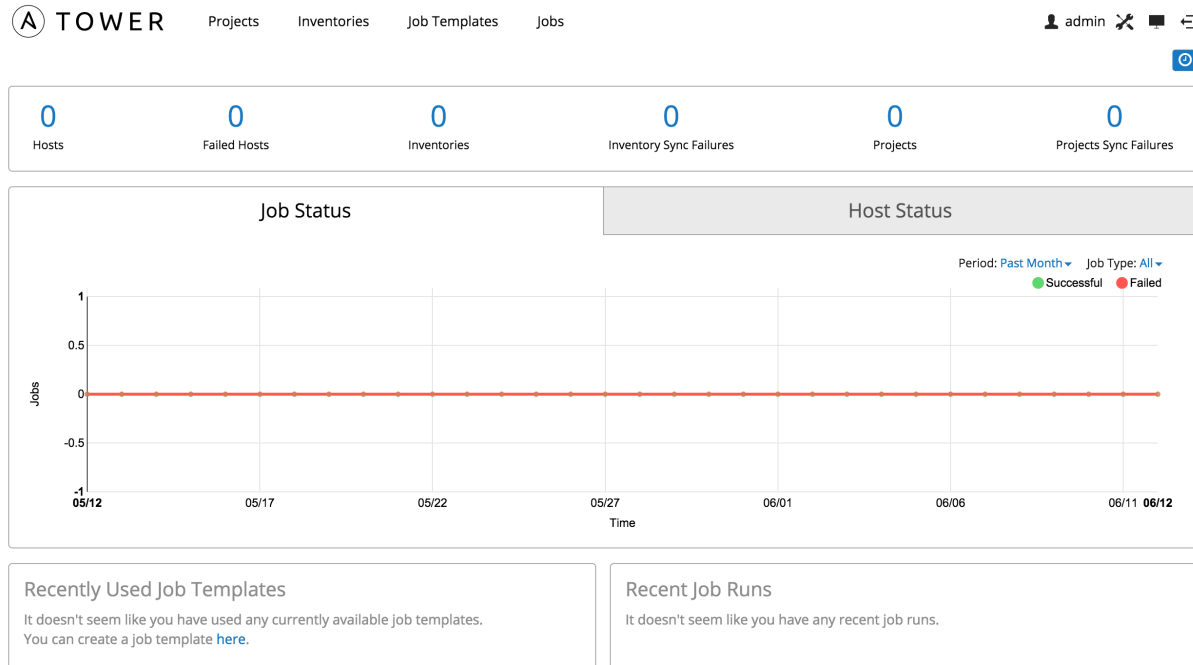 A TOWER Projects Inventories Job Templates Jobs admin
0 0 0 0 0 0
Hosts Failed Hosts Inventories Inventory Sync Failures Projects Projects Sync Failures
Job Status Host Status
Period: Past Month Job Type: All
Successful Failed
1
0.5
0
-0.5
-1
Jobs
05/12 05/17 05/22 05/27 06/01 06/06 06/11 06/12
Time
Recently Used Job Templates
It doesn't seem like you have used any currently available job templates.
You can create a job template here.
Recent Job Runs
It doesn't seem like you have any recent job runs.